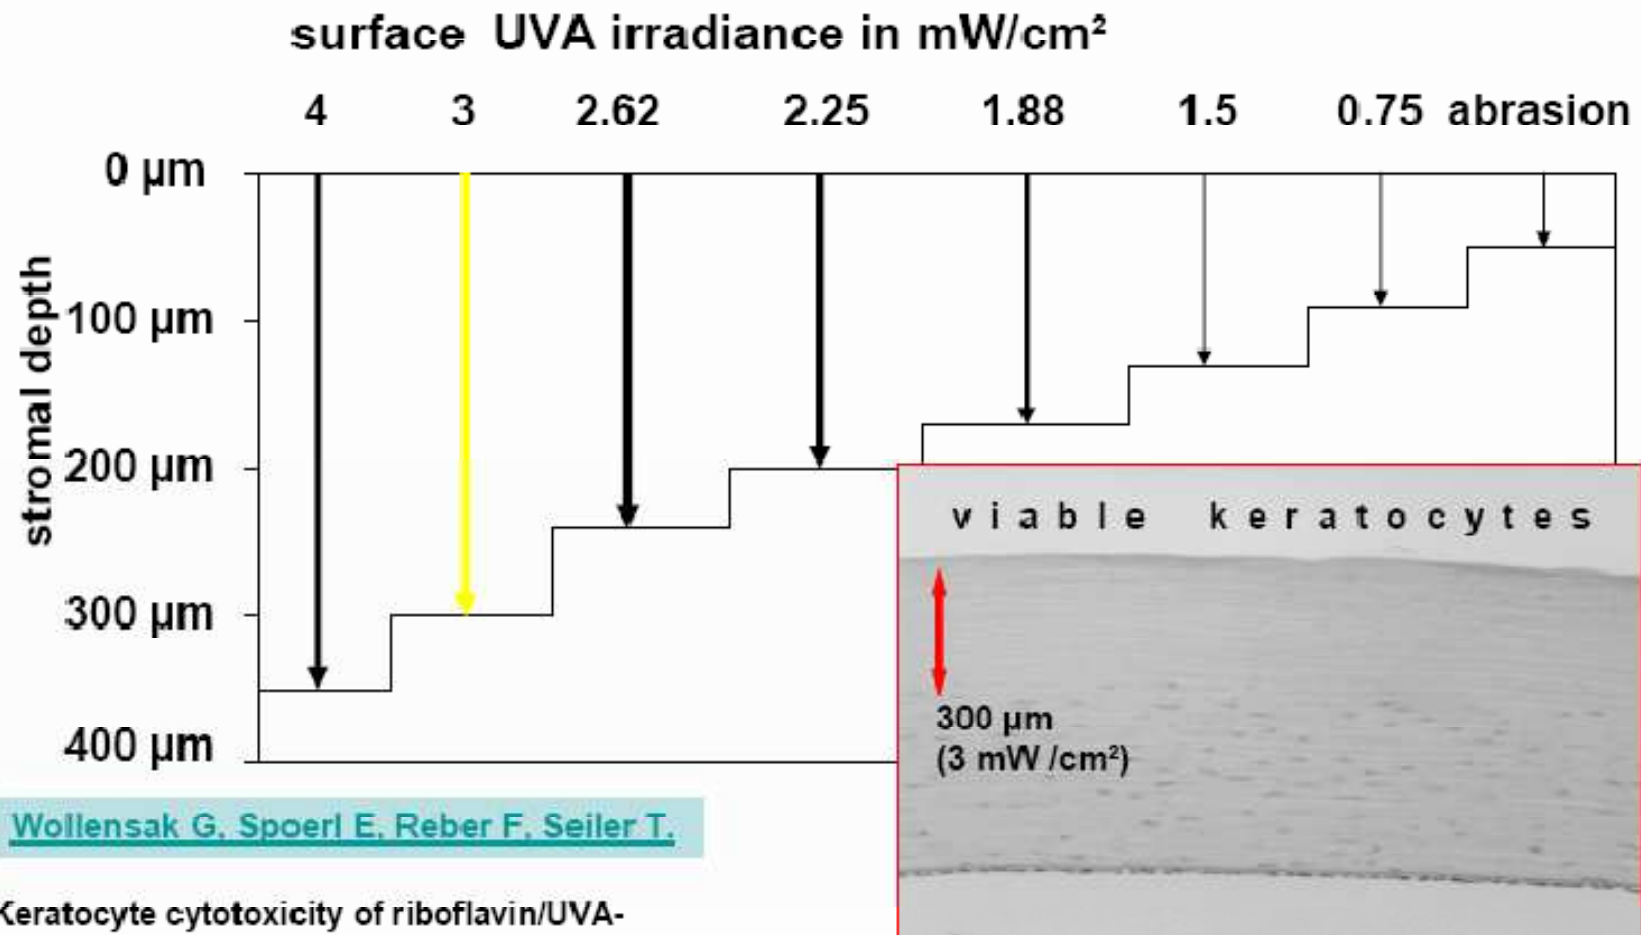 surface UVA irradiance in mW/cm²
4 3 2.62 2.25 1.88 1.5 0.75 abrasion
0 µm
100 µm
200 µm
300 µm
400 µm
stromal depth
viable keratocytes
300 µm
(3 mW /cm²)
Wollensak G, Spoerl E, Reber F, Seiler T.
Keratocyte cytotoxicity of riboflavin/UVA-